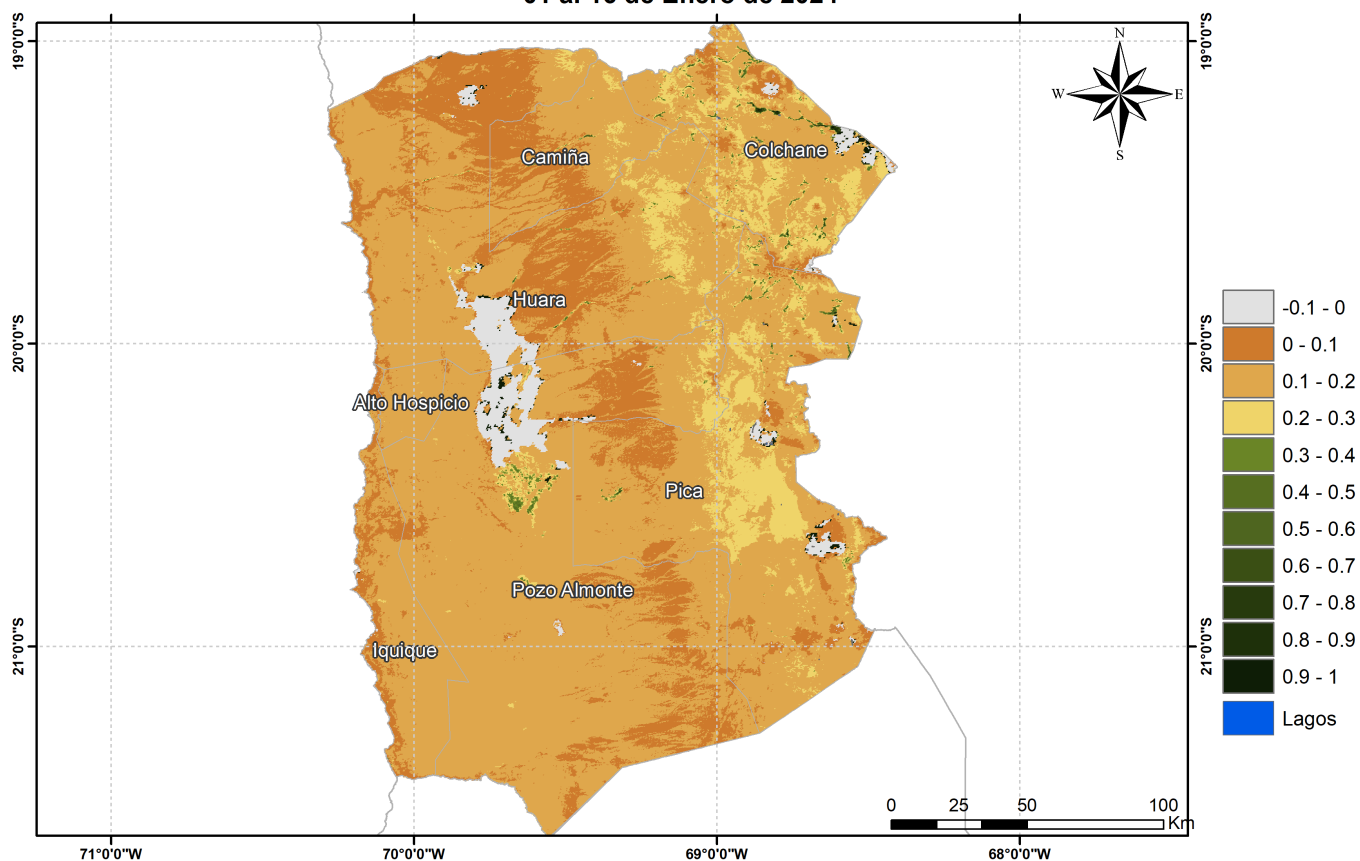 N
W
E
S
19°0'0"S
19°0'0"S
Camiña
Colchane
Huara
-0.1 - 0
0 - 0.1
20°0'0"S
20°0'0"S
0.1 - 0.2
Alto Hospicio
0.2 - 0.3
0.3 - 0.4
Pica
0.4 - 0.5
0.5 - 0.6
0.6 - 0.7
Pozo Almonte
0.7 - 0.8
0.8 - 0.9
Iquique
21°0'0"S
21°0'0"S
0.9 - 1
Lagos
0 25 50 100
Km
71°0'0"W 70°0'0"W 69°0'0"W 68°0'0"W